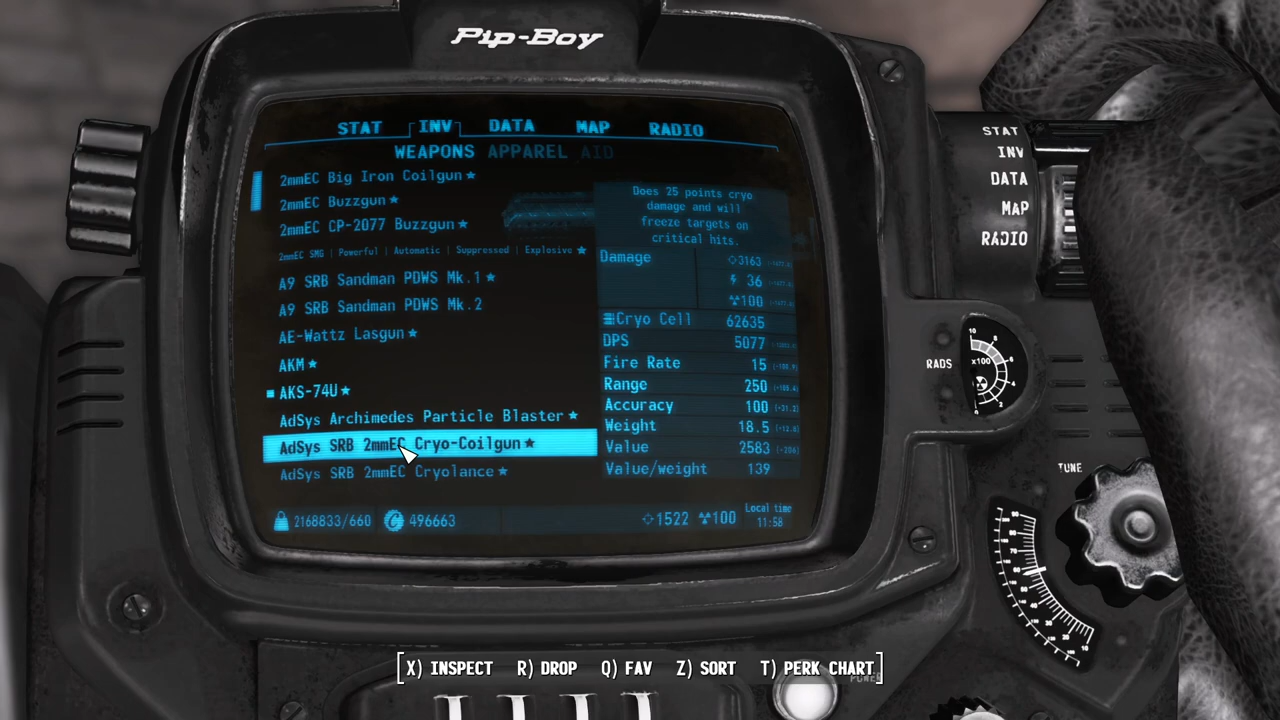 Pip-Boy
STAT INV DATA MAP RADIO
WEAPONS APPAREL AID
2mmEC Big Iron Coilgun
2mmEC Buzzgun
2mmEC CP-2077 Buzzgun
2mmEC SMG | Powerful | Automatic | Suppressed | Explosive
A9 SRB Sandman PDWS Mk.1
A9 SRB Sandman PDWS Mk.2
AE-Wattz Lasgun
AKM
AKS-74U
AdSys Archimedes Particle Blaster
AdSys SRB 2mmEC Cryo-Coilgun
AdSys SRB 2mmEC Cryolance
Does 25 points cryo
damage and will
freeze targets on
critical hits.
Damage 3163
36
100
Cryo Cell 62635
DPS 5077
Fire Rate 15
Range 250
Accuracy 100
Weight 18.5
Value 2583
Value/weight 139
2168833/660 496663 1522 100 Local time
11:58
STAT
INV
DATA
MAP
RADIO
RADS
x100
TUNE
X) INSPECT R) DROP Q) FAV Z) SORT T) PERK CHART